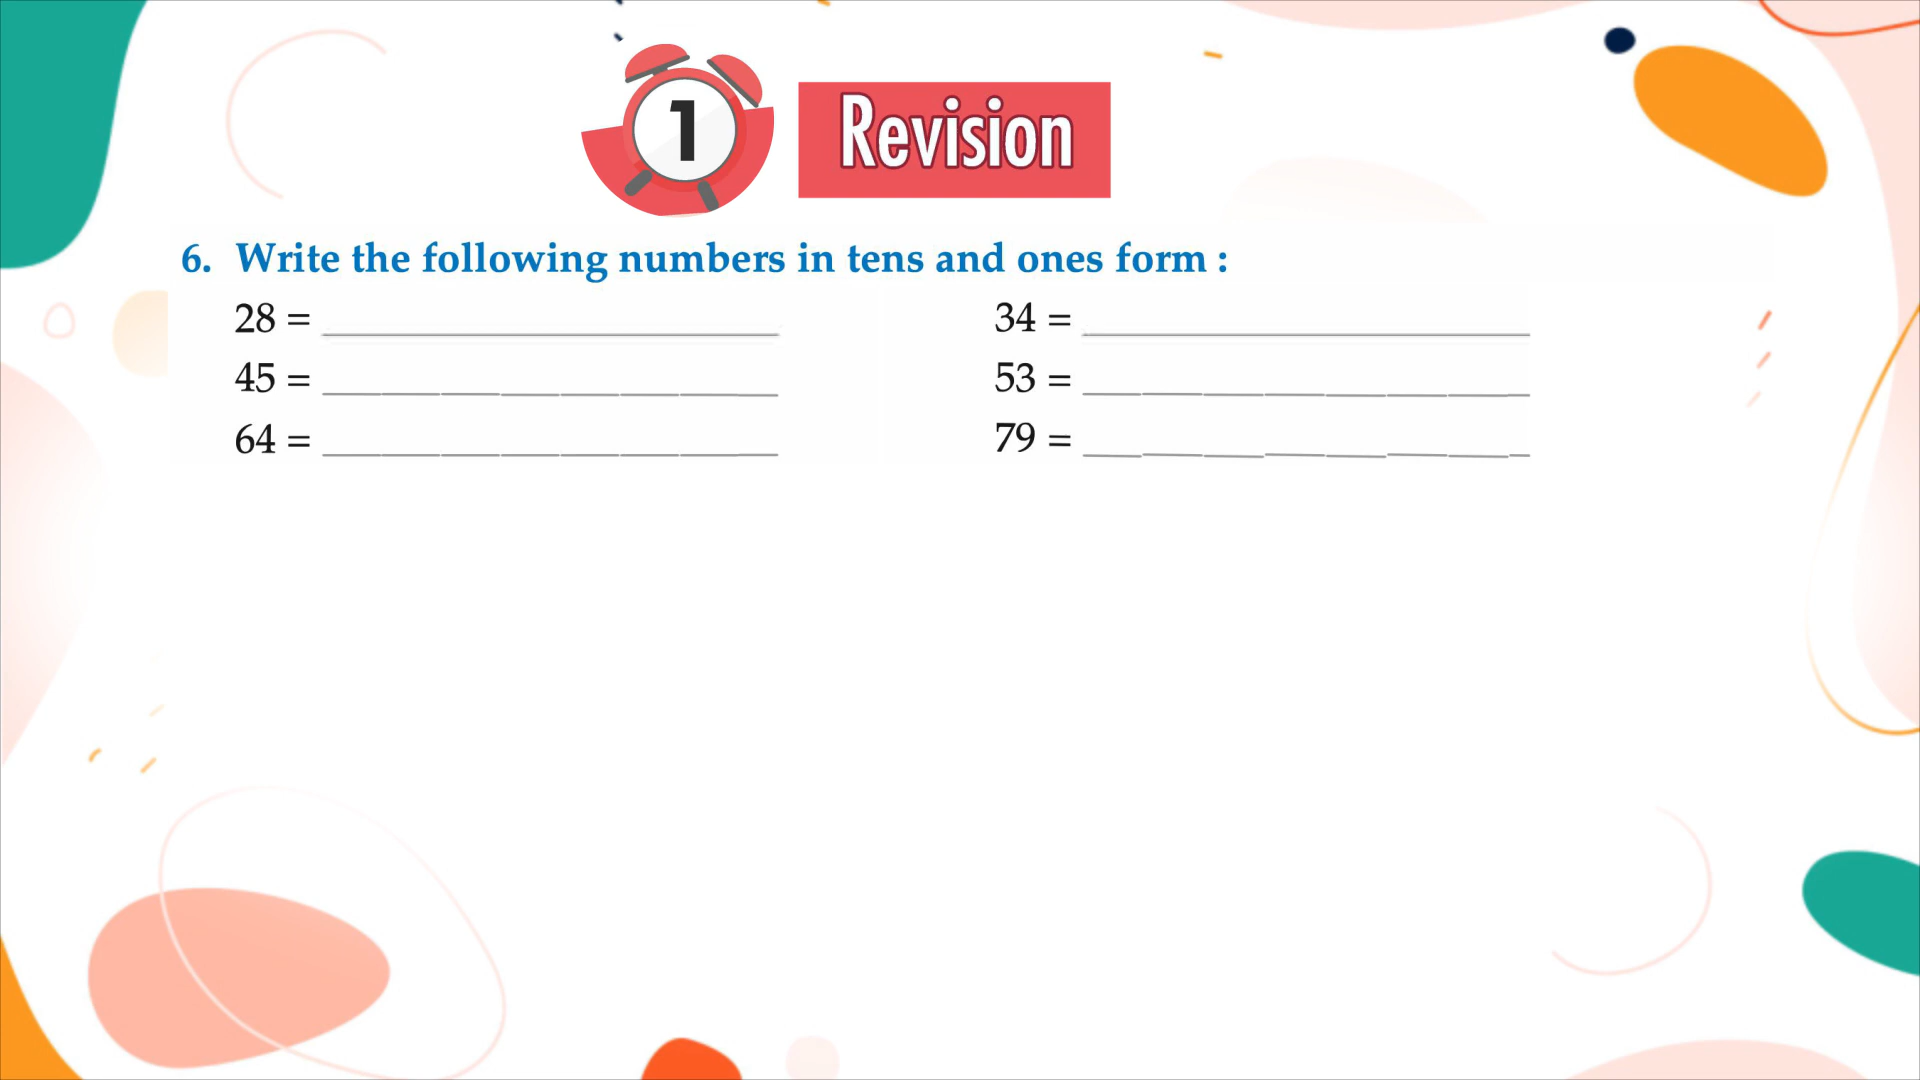 1 Revision
6. Write the following numbers in tens and ones form :
28 = ____________________ 34 = ____________________
45 = ____________________ 53 = ____________________
64 = ____________________ 79 = ____________________